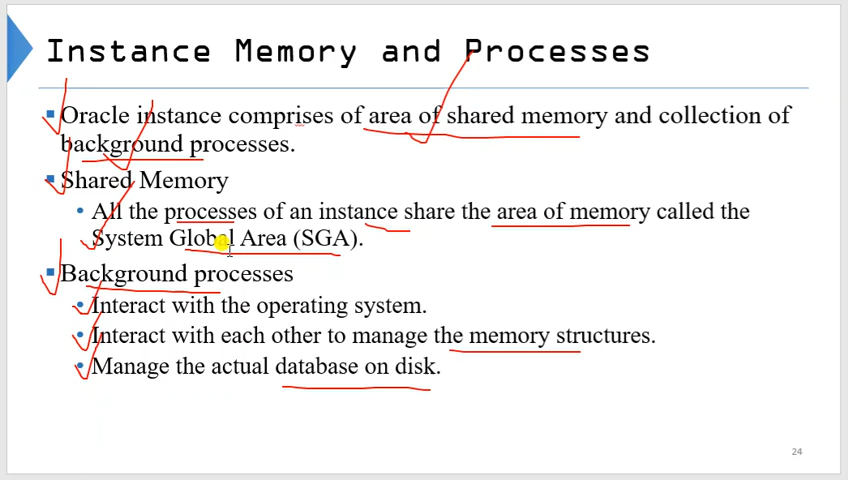 Instance Memory and Processes
Oracle instance comprises of area of shared memory and collection of
background processes.
Shared Memory
All the processes of an instance share the area of memory called the
System Global Area (SGA).
Background processes
Interact with the operating system.
Interact with each other to manage the memory structures.
Manage the actual database on disk.
24